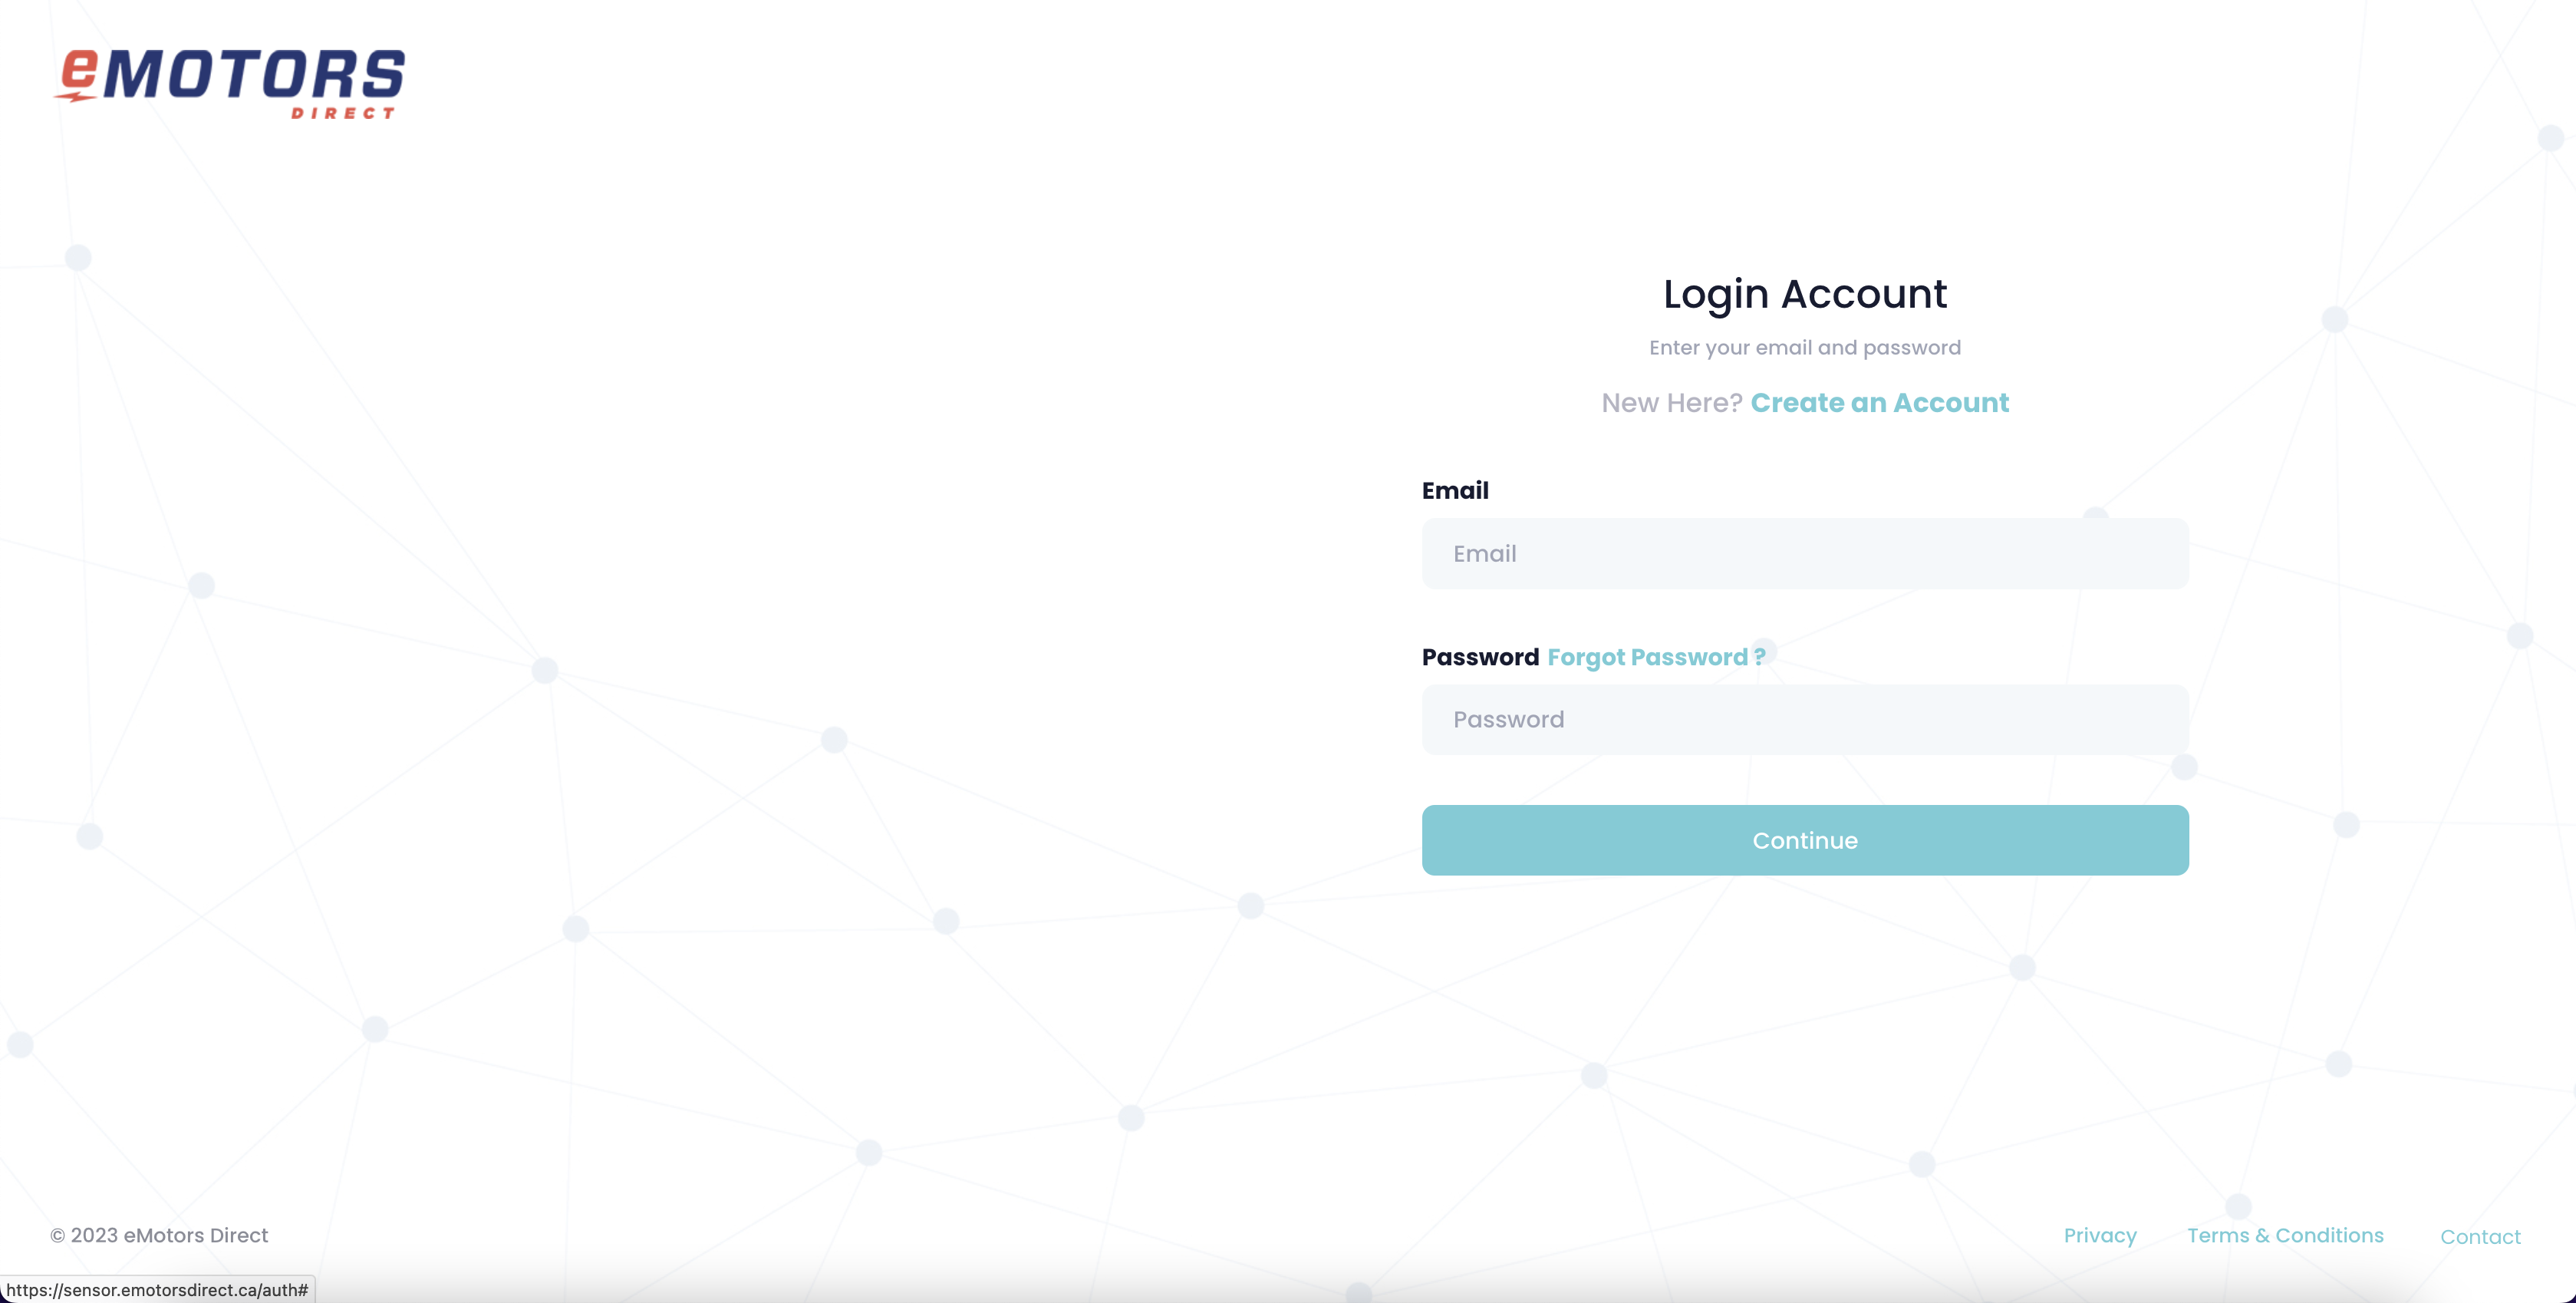 eMOTORS
DIRECT
Login Account
Enter your email and password
New Here? Create an Account
Email
Email
Password Forgot Password ?
Password
Continue
© 2023 eMotors Direct
Privacy Terms & Conditions Contact
https://sensor.emotorsdirect.ca/auth#